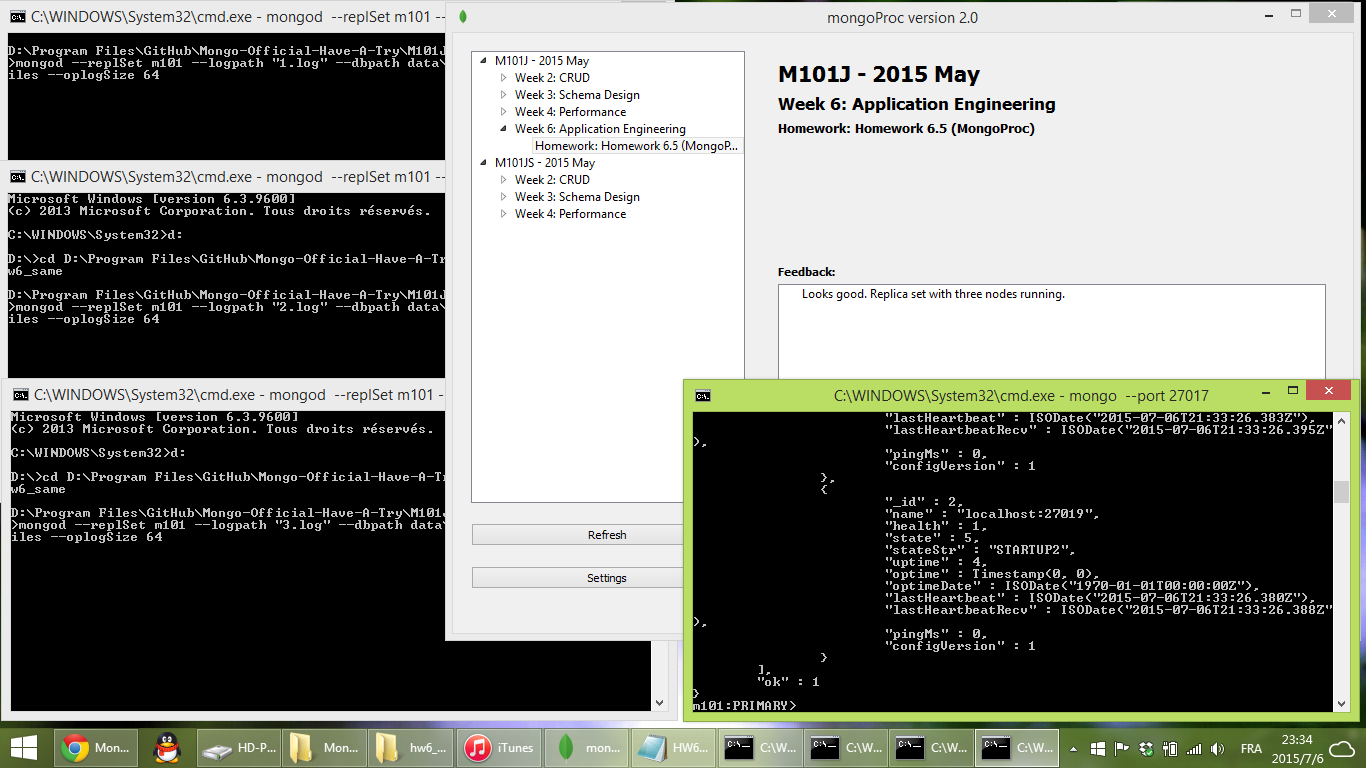 C:\WINDOWS\System32\cmd.exe - mongod --replSet m101 --
D:\Program Files\GitHub\Mongo-Official-Have-A-Try\M101J
>mongod --replSet m101 --logpath "1.log" --dbpath data\
iles --oplogSize 64
C:\WINDOWS\System32\cmd.exe - mongod --replSet m101 --
Microsoft Windows [version 6.3.9600]
(c) 2013 Microsoft Corporation. Tous droits réservés.
C:\WINDOWS\System32>d:
D:\>cd D:\Program Files\GitHub\Mongo-Official-Have-A-Tr
w6_same
D:\Program Files\GitHub\Mongo-Official-Have-A-Try\M101J
>mongod --replSet m101 --logpath "2.log" --dbpath data\
iles --oplogSize 64
C:\WINDOWS\System32\cmd.exe - mongod --replSet m101 -
Microsoft Windows [version 6.3.9600]
(c) 2013 Microsoft Corporation. Tous droits réservés.
C:\WINDOWS\System32>d:
D:\>cd D:\Program Files\GitHub\Mongo-Official-Have-A-Tr
w6_same
D:\Program Files\GitHub\Mongo-Official-Have-A-Try\M101J
>mongod --replSet m101 --logpath "3.log" --dbpath data\
iles --oplogSize 64
mongoProc version 2.0
M101J - 2015 May
Week 2: CRUD
Week 3: Schema Design
Week 4: Performance
Week 6: Application Engineering
Homework: Homework 6.5 (MongoP...
M101JS - 2015 May
Week 2: CRUD
Week 3: Schema Design
Week 4: Performance
Refresh
Settings
M101J - 2015 May
Week 6: Application Engineering
Homework: Homework 6.5 (MongoProc)
Feedback:
Looks good. Replica set with three nodes running.
C:\WINDOWS\System32\cmd.exe - mongo --port 27017
"lastHeartbeat" : ISODate("2015-07-06T21:33:26.383Z"),
"lastHeartbeatRecv" : ISODate("2015-07-06T21:33:26.395Z"
),
"pingMs" : 0,
"configVersion" : 1
},
{
"_id" : 2,
"name" : "localhost:27019",
"health" : 1,
"state" : 5,
"stateStr" : "STARTUP2",
"uptime" : 4,
"optime" : Timestamp(0, 0),
"optimeDate" : ISODate("1970-01-01T00:00:00Z"),
"lastHeartbeat" : ISODate("2015-07-06T21:33:26.380Z"),
"lastHeartbeatRecv" : ISODate("2015-07-06T21:33:26.388Z"
),
"pingMs" : 0,
"configVersion" : 1
}
],
"ok" : 1
}
m101:PRIMARY>
Mon...
HD-P...
Mon...
hw6_...
iTunes
mon...
HW6...
C:\W...
C:\W...
C:\W...
C:\W...
FRA
23:34
2015/7/6